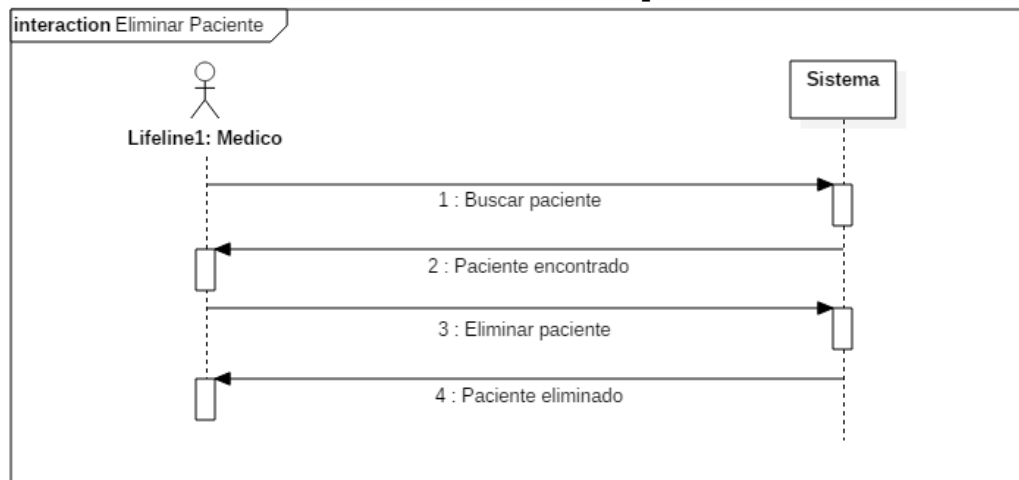 interaction Eliminar Paciente
Sistema
Lifeline1: Medico
1 : Buscar paciente
2 : Paciente encontrado
3 : Eliminar paciente
4 : Paciente eliminado